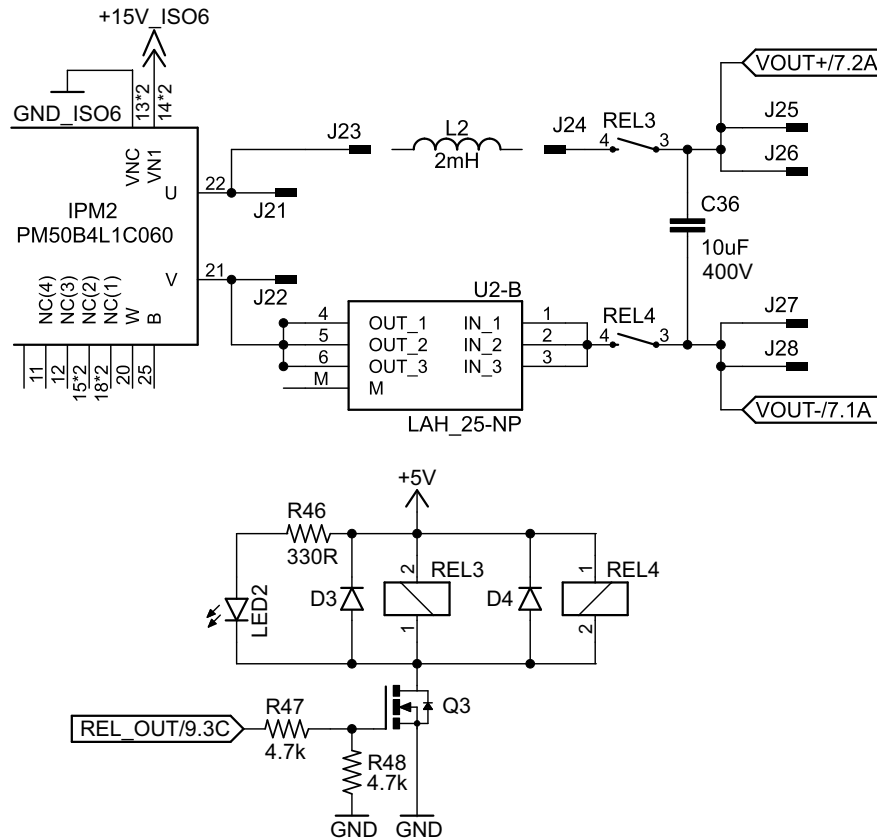 +15V_ISO6
VOUT+/7.2A
GND_ISO6
13*2
14*2
J23
L2
2mH
J24
REL3
4
3
J25
J26
VNC
VN1
U
22
J21
IPM2
PM50B4L1C060
C36
10uF
400V
V
21
J22
NC(4)
NC(3)
NC(2)
NC(1)
W
B
11
12
15*2
18*2
20
25
U2-B
4
5
6
M
OUT_1
OUT_2
OUT_3
M
IN_1
IN_2
IN_3
1
2
3
LAH_25-NP
REL4
4
3
J27
J28
VOUT-/7.1A
+5V
R46
330R
LED2
D3
2
REL3
1
D4
1
REL4
2
Q3
REL_OUT/9.3C
R47
4.7k
R48
4.7k
GND
GND